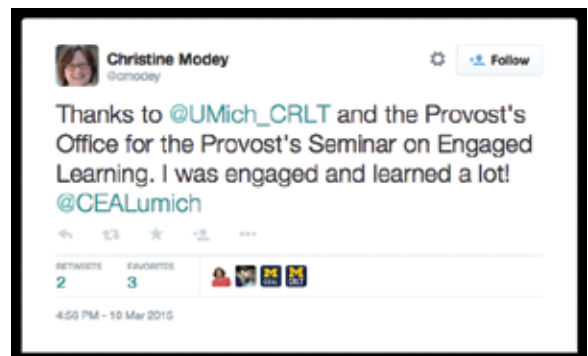 Christine Modey
@cmodey
Follow
Thanks to @UMich_CRLT and the Provost's
Office for the Provost's Seminar on Engaged
Learning. I was engaged and learned a lot!
@CEALumich
RETWEETS FAVORITES
2 3
M M
CRLT
4:56 PM - 10 Mar 2015